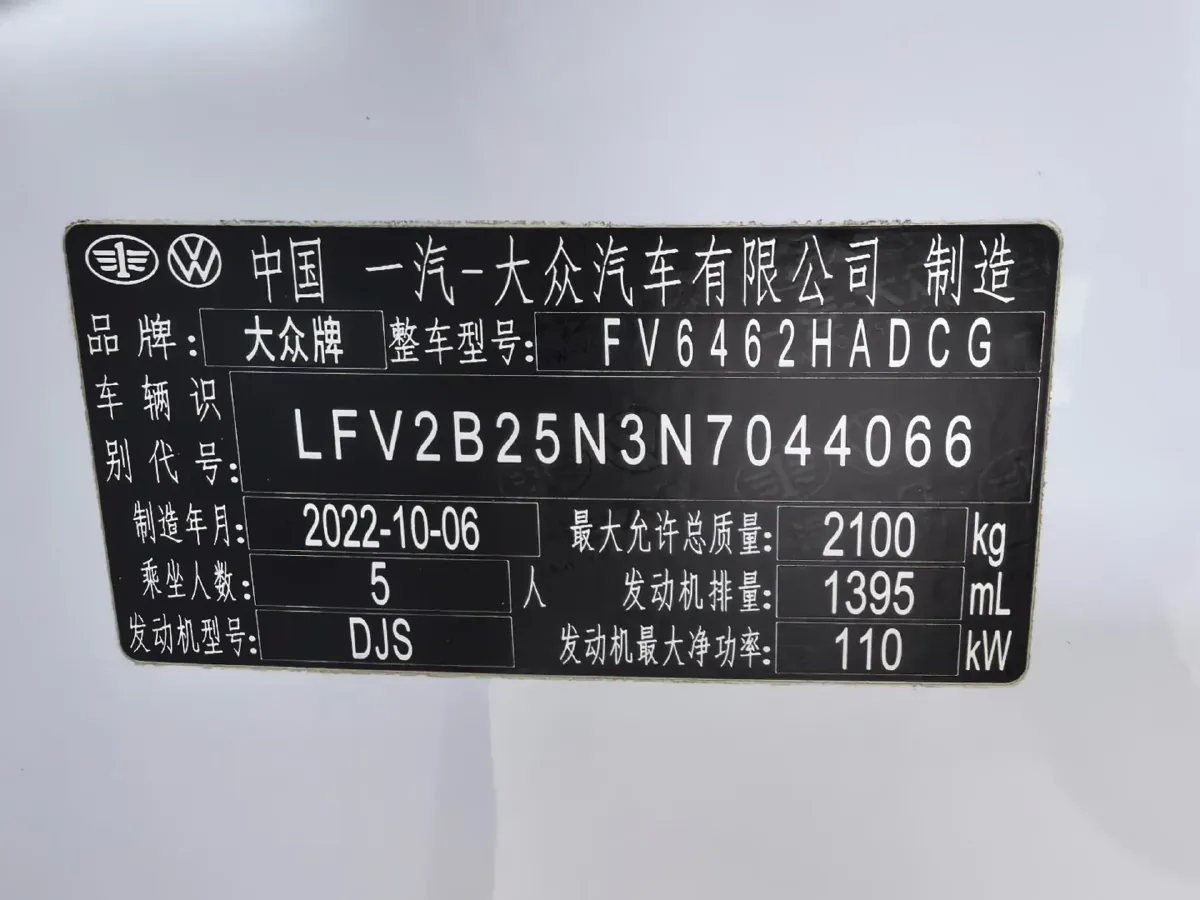 中国 一汽-大众汽车有限公司 制造
品牌: 大众牌 整车型号: FV6462HADCG
车辆识别代号: LFV2B25N3N7044066
制造年月: 2022-10-06 最大允许总质量: 2100 kg
乘坐人数: 5 人 发动机排量: 1395 mL
发动机型号: DJS 发动机最大净功率: 110 kW